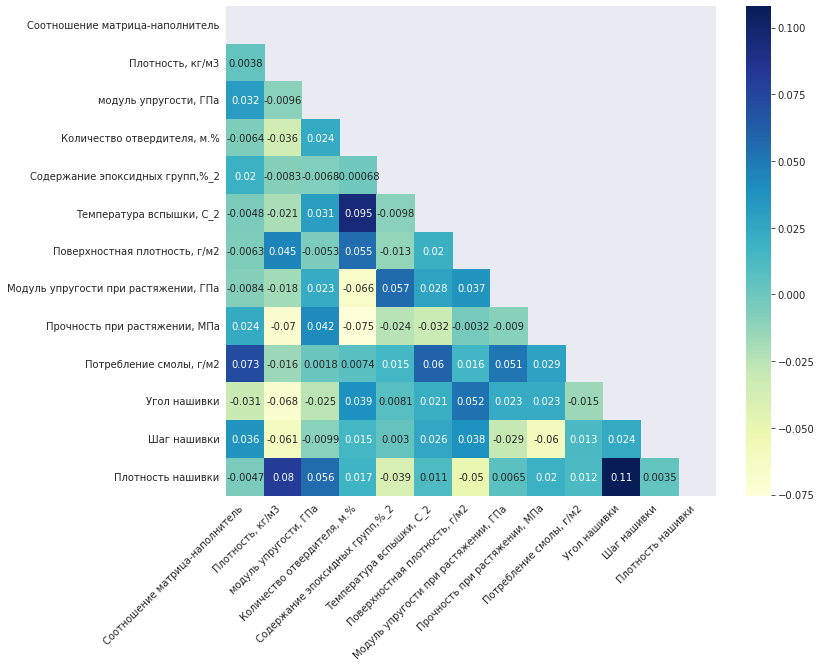 Соотношение матрица-наполнитель
Плотность, кг/м3 0.0038
модуль упругости, ГПа 0.032 -0.0096
Количество отвердителя, м.% -0.0064 -0.036 0.024
Содержание эпоксидных групп,%_2 0.02 -0.0083 -0.0068 -0.00068
Температура вспышки, С_2 -0.0048 -0.021 0.031 0.095 -0.0098
Поверхностная плотность, г/м2 -0.0063 0.045 -0.0053 0.055 -0.013 0.02
Модуль упругости при растяжении, ГПа -0.0084 -0.018 0.023 -0.066 0.057 0.028 0.037
Прочность при растяжении, МПа 0.024 -0.07 0.042 -0.075 -0.024 -0.032 -0.0032 -0.009
Потребление смолы, г/м2 0.073 -0.016 0.0018 0.0074 0.015 0.06 0.016 0.051 0.029
Угол нашивки -0.031 -0.068 -0.025 0.039 0.0081 0.021 0.052 0.023 0.023 -0.015
Шаг нашивки 0.036 -0.061 -0.0099 0.015 0.003 0.026 0.038 -0.029 -0.06 0.013 0.024
Плотность нашивки -0.0047 0.08 0.056 0.017 -0.039 0.011 -0.05 0.0065 0.02 0.012 0.11 0.0035
Соотношение матрица-наполнитель
Плотность, кг/м3
модуль упругости, ГПа
Количество отвердителя, м.%
Содержание эпоксидных групп,%_2
Температура вспышки, С_2
Поверхностная плотность, г/м2
Модуль упругости при растяжении, ГПа
Прочность при растяжении, МПа
Потребление смолы, г/м2
Угол нашивки
Шаг нашивки
Плотность нашивки
0.100
0.075
0.050
0.025
0.000
−0.025
−0.050
−0.075